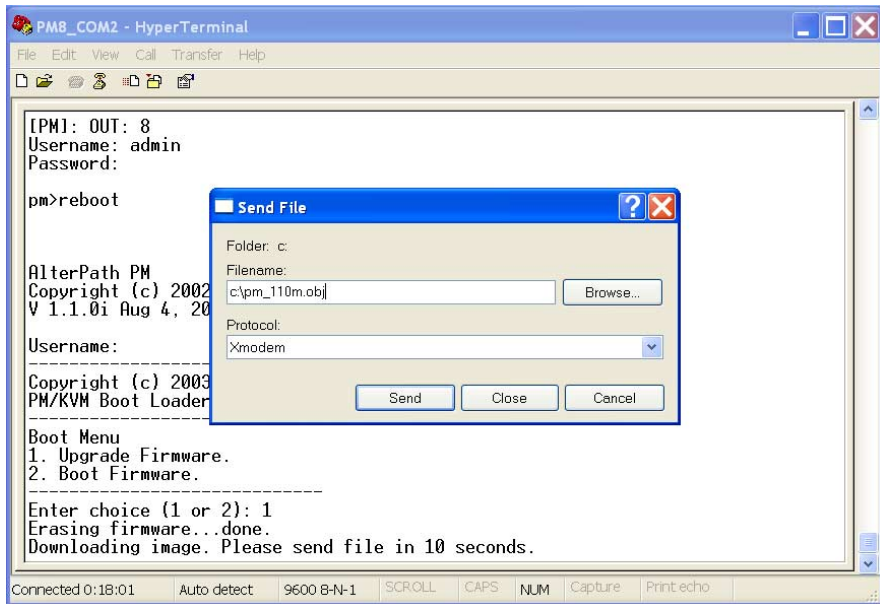 PM8_COM2 - HyperTerminal
File Edit View Call Transfer Help
[PM]: OUT: 8
Username: admin
Password:
pm>reboot
AlterPath PM
Copyright (c) 2002
V 1.1.0i Aug 4, 20
Username:
------------------
Copyright (c) 2003
PM/KVM Boot Loader
------------------
Boot Menu
1. Upgrade Firmware.
2. Boot Firmware.
-----------------------------
Enter choice (1 or 2): 1
Erasing firmware...done.
Downloading image. Please send file in 10 seconds.
Send File
Folder: c:
Filename:
c:\pm_110m.obj
Browse...
Protocol:
Xmodem
Send Close Cancel
Connected 0:18:01 Auto detect 9600 8-N-1 SCROLL CAPS NUM Capture Print echo